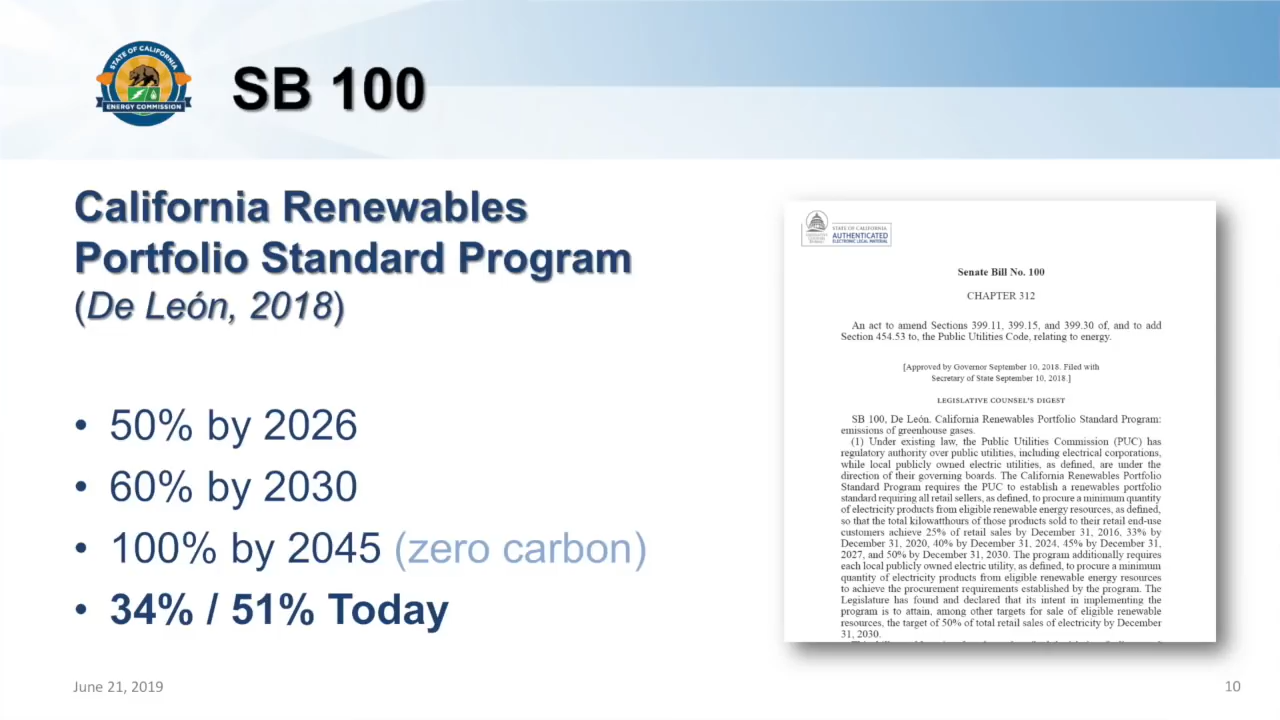 STATE OF CALIFORNIA
ENERGY COMMISSION
SB 100
California Renewables
Portfolio Standard Program
(De León, 2018)
• 50% by 2026
• 60% by 2030
• 100% by 2045 (zero carbon)
• 34% / 51% Today
STATE OF CALIFORNIA
AUTHENTICATED
ELECTRONIC LEGAL MATERIAL
Senate Bill No. 100
CHAPTER 312
An act to amend Sections 399.11, 399.15, and 399.30 of, and to add
Section 454.53 to, the Public Utilities Code, relating to energy.
[Approved by Governor September 10, 2018. Filed with
Secretary of State September 10, 2018.]
LEGISLATIVE COUNSEL'S DIGEST
SB 100, De León. California Renewables Portfolio Standard Program:
emissions of greenhouse gases.
(1) Under existing law, the Public Utilities Commission (PUC) has
regulatory authority over public utilities, including electrical corporations,
while local publicly owned electric utilities, as defined, are under the
direction of their governing boards. The California Renewables Portfolio
Standard Program requires the PUC to establish a renewables portfolio
standard requiring all retail sellers, as defined, to procure a minimum quantity
of electricity products from eligible renewable energy resources, as defined,
so that the total kilowatthours of those products sold to their retail end-use
customers achieve 25% of retail sales by December 31, 2016, 33% by
December 31, 2020, 40% by December 31, 2024, 45% by December 31,
2027, and 50% by December 31, 2030. The program additionally requires
each local publicly owned electric utility, as defined, to procure a minimum
quantity of electricity products from eligible renewable energy resources
to achieve the procurement requirements established by the program. The
Legislature has found and declared that its intent in implementing the
program is to attain, among other targets for sale of eligible renewable
resources, the target of 50% of total retail sales of electricity by December
31, 2030.
June 21, 2019
10